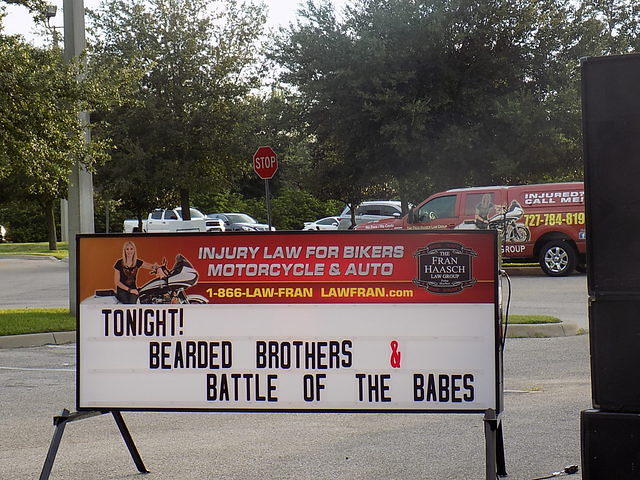 STOP
INJURED?
CALL ME!
727-784-819
GROUP
INJURY LAW FOR BIKERS
MOTORCYCLE & AUTO
1-866-LAW-FRAN LAWFRAN.com
THE
FRAN
HAASCH
LAW GROUP
TONIGHT!
BEARDED BROTHERS &
BATTLE OF THE BABES